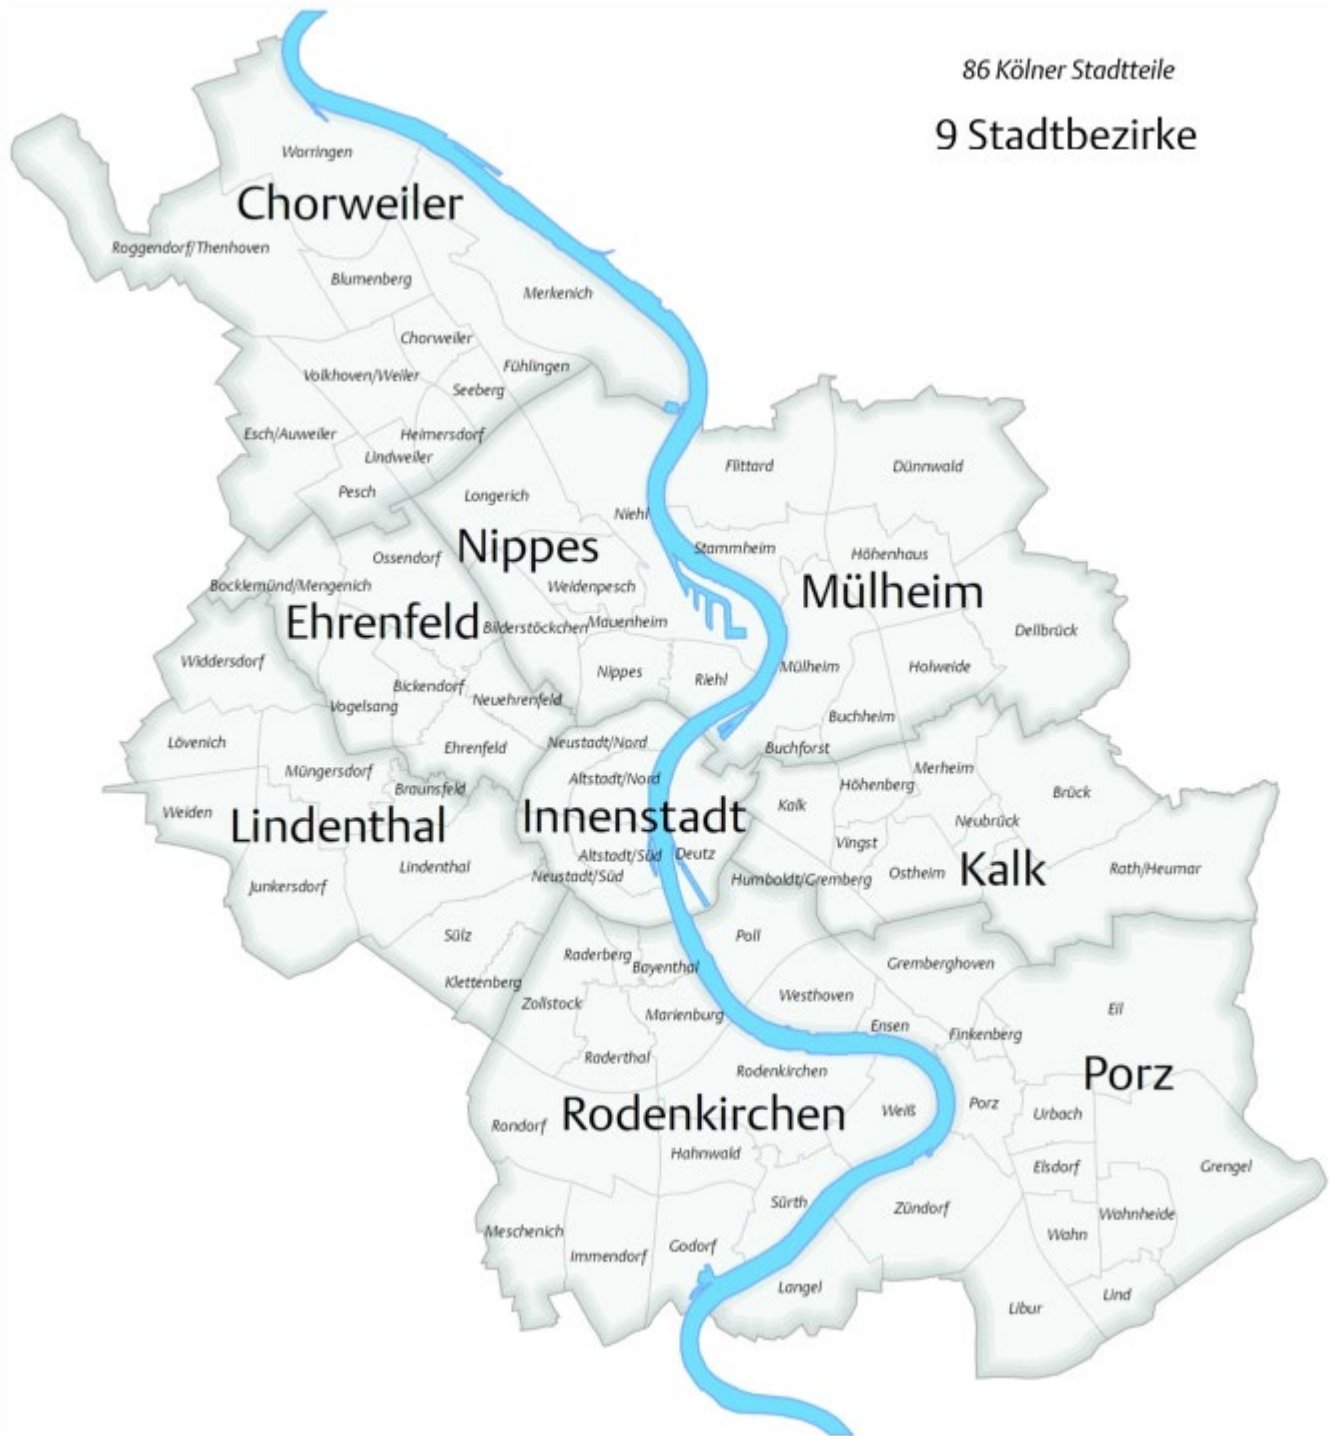 86 Kölner Stadtteile
9 Stadtbezirke
Worringen
Chorweiler
Roggendorf/Thenhoven
Blumenberg
Merkenich
Chorweiler
Fühlingen
Volkhoven/Weiler
Seeberg
Esch/Auweiler
Heimersdorf
Lindweiler
Pesch
Flittard
Dünnwald
Longerich
Niehl
Nippes
Stammheim
Höhenhaus
Ossendorf
Bocklemünd/Mengenich
Weidenpesch
Mülheim
Ehrenfeld
Bilderstöckchen
Mauenheim
Dellbrück
Widdersdorf
Nippes
Riehl
Mülheim
Holweide
Bickendorf
Neuehrenfeld
Vogelsang
Buchheim
Lövenich
Ehrenfeld
Neustadt/Nord
Buchforst
Müngersdorf
Altstadt/Nord
Merheim
Braunsfeld
Höhenberg
Brück
Weiden
Lindenthal
Innenstadt
Kalk
Neubrück
Vingst
Altstadt/Süd
Deutz
Kalk
Lindenthal
Neustadt/Süd
Humboldt/Gremberg
Ostheim
Rath/Heumar
Junkersdorf
Sülz
Poll
Raderberg
Bayenthal
Gremberghoven
Klettenberg
Zollstock
Westhoven
Marienburg
Ensen
Finkenberg
Eil
Raderthal
Rodenkirchen
Porz
Rondorf
Rodenkirchen
Weiß
Porz
Urbach
Hahnwald
Elsdorf
Grengel
Sürth
Zündorf
Wahnheide
Meschenich
Immendorf
Godorf
Wahn
Langel
Libur
Lind